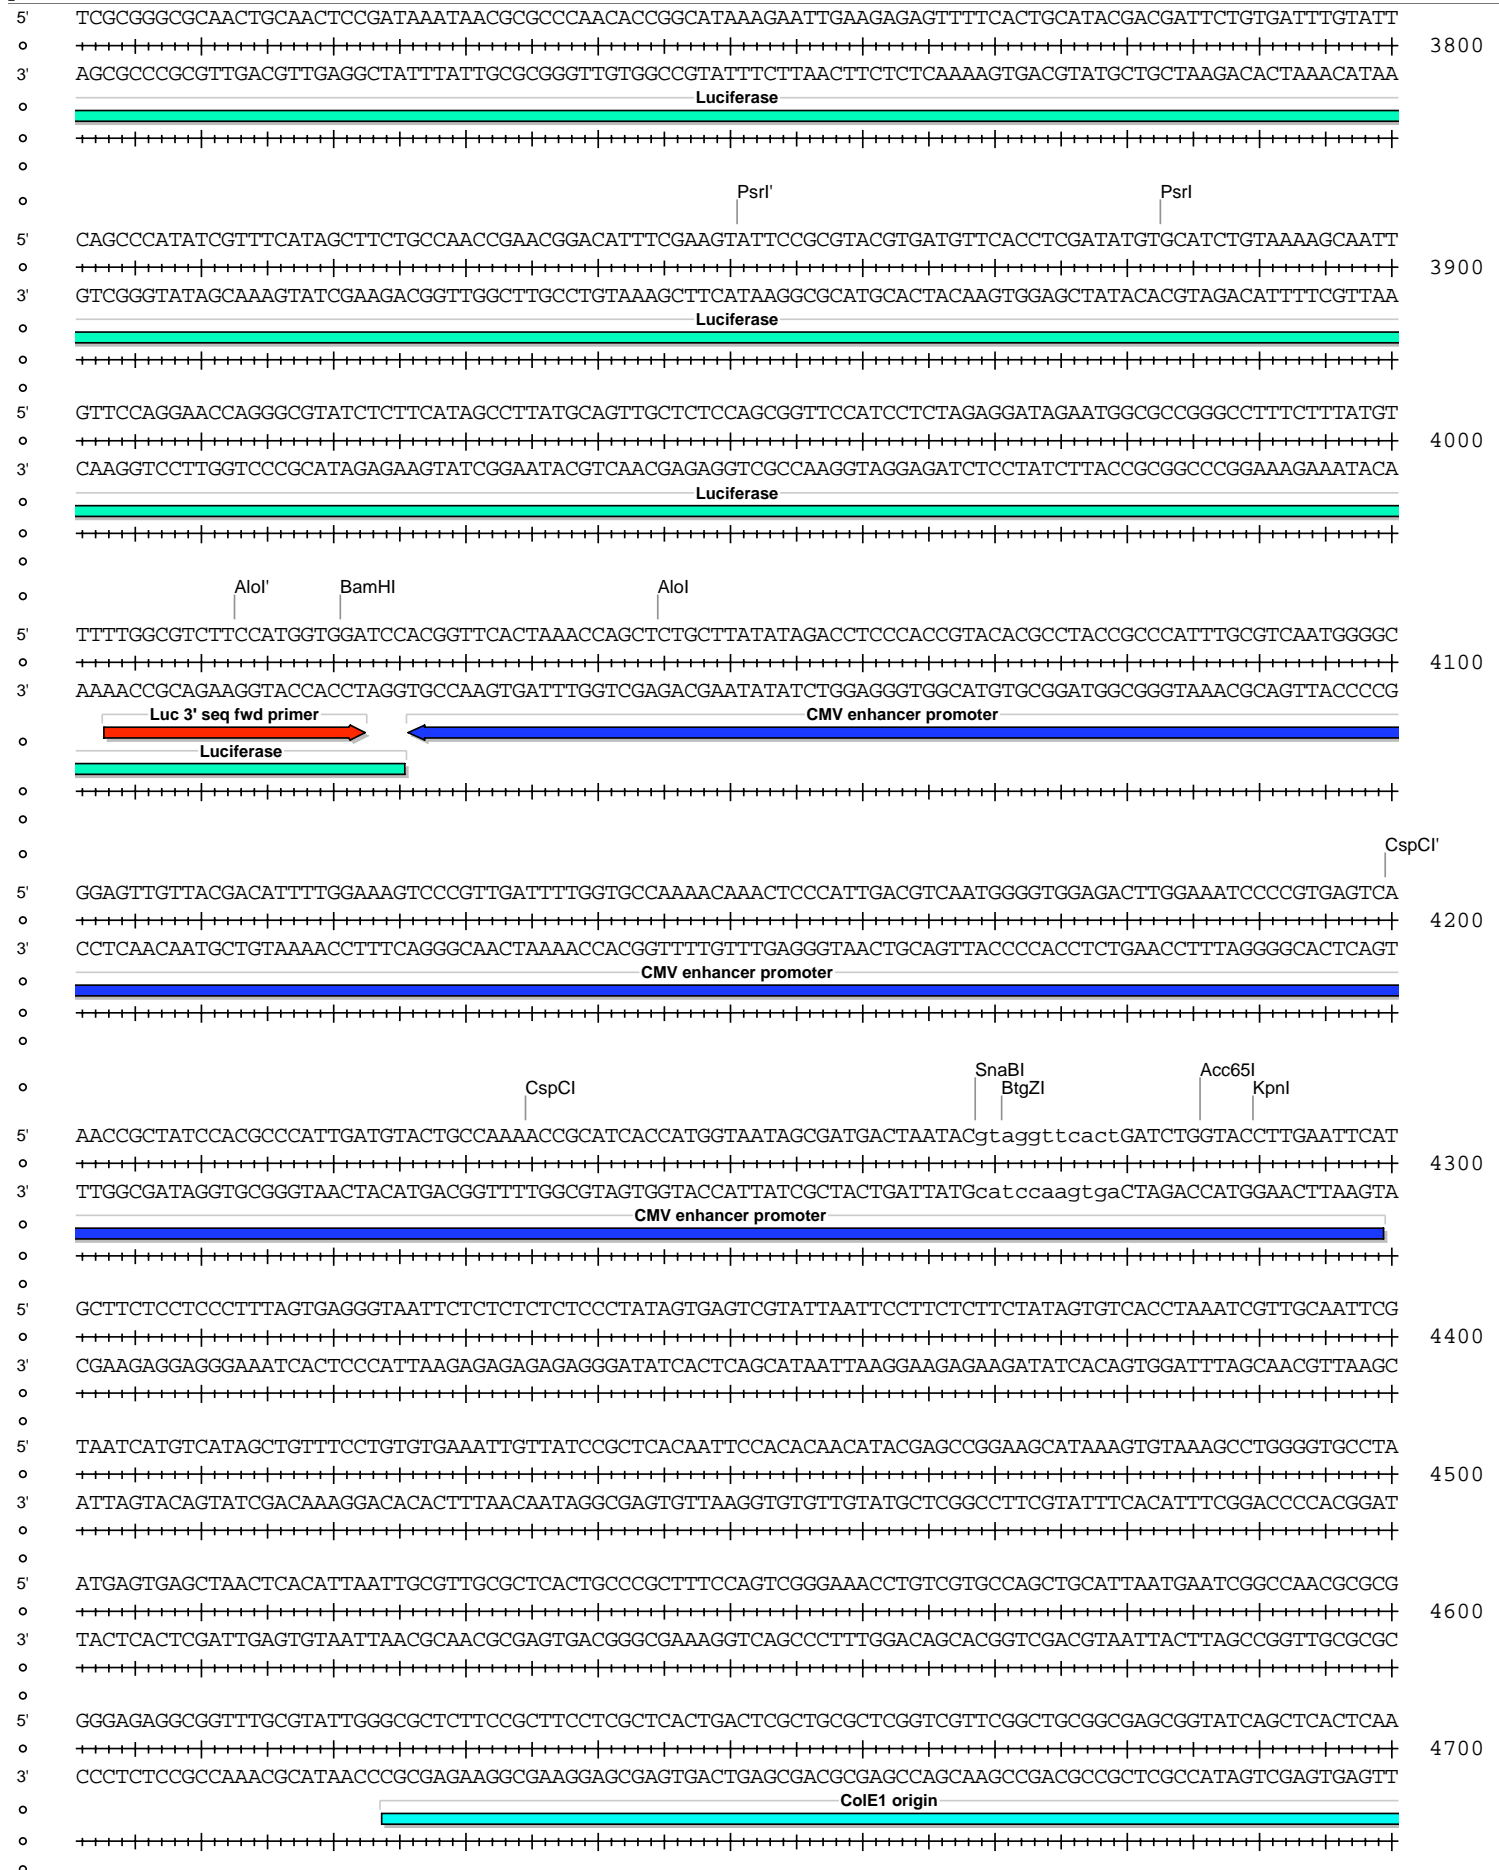 5' TCGCGGGCGCAACTGCAACTCCGATAAATAACGCGCCCAACACCGGCATAAAGAATTGAAGAGAGTTTTCACTGCATACGACGATTCTGTGATTTGTATT
3800
3' AGCGCCCGCGTTGACGTTGAGGCTATTTATTGCGCGGGTTGTGGCCGTATTTCTTAACTTCTCTCAAAAGTGACGTATGCTGCTAAGACACTAAACATAA
Luciferase
PsrI' PsrI
5' CAGCCCATATCGTTTCATAGCTTCTGCCAACCGAACGGACATTTCGAAGTATTCCGCGTACGTGATGTTCACCTCGATATGTGCATCTGTAAAAGCAATT
3900
3' GTCGGGTATAGCAAAGTATCGAAGACGGTTGGCTTGCCTGTAAAGCTTCATAAGGCGCATGCACTACAAGTGGAGCTATACACGTAGACATTTTCGTTAA
Luciferase
5' GTTCCAGGAACCAGGGCGTATCTCTTCATAGCCTTATGCAGTTGCTCTCCAGCGGTTCCATCCTCTAGAGGATAGAATGGCGCCGGGCCTTTCTTTATGT
4000
3' CAAGGTCCTTGGTCCCGCATAGAGAAGTATCGGAATACGTCAACGAGAGGTCGCCAAGGTAGGAGATCTCCTATCTTACCGCGGCCCGGAAAGAAATACA
Luciferase
AloI' BamHI AloI
5' TTTTGGCGTCTTCCATGGTGGATCCACGGTTCACTAAACCAGCTCTGCTTATATAGACCTCCCACCGTACACGCCTACCGCCCATTTGCGTCAATGGGGC
4100
3' AAAACCGCAGAAGGTACCACCTAGGTGCCAAGTGATTTGGTCGAGACGAATATATCTGGAGGGTGGCATGTGCGGATGGCGGGTAAACGCAGTTACCCCG
Luc 3' seq fwd primer CMV enhancer promoter
Luciferase
CspCI'
5' GGAGTTGTTACGACATTTTGGAAAGTCCCGTTGATTTTGGTGCCAAAACAAACTCCCATTGACGTCAATGGGGTGGAGACTTGGAAATCCCCGTGAGTCA
4200
3' CCTCAACAATGCTGTAAAACCTTTCAGGGCAACTAAAACCACGGTTTTGTTTGAGGGTAACTGCAGTTACCCCACCTCTGAACCTTTAGGGGCACTCAGT
CMV enhancer promoter
SnaBI Acc65I
CspCI BtgZI KpnI
5' AACCGCTATCCACGCCCATTGATGTACTGCCAAAACCGCATCACCATGGTAATAGCGATGACTAATACgtaggttcactGATCTGGTACCTTGAATTCAT
4300
3' TTGGCGATAGGTGCGGGTAACTACATGACGGTTTTGGCGTAGTGGTACCATTATCGCTACTGATTATGcatccaagtgaCTAGACCATGGAACTTAAGTA
CMV enhancer promoter
5' GCTTCTCCTCCCTTTAGTGAGGGTAATTCTCTCTCTCTCCCTATAGTGAGTCGTATTAATTCCTTCTCTTCTATAGTGTCACCTAAATCGTTGCAATTCG
4400
3' CGAAGAGGAGGGAAATCACTCCCATTAAGAGAGAGAGAGGGATATCACTCAGCATAATTAAGGAAGAGAAGATATCACAGTGGATTTAGCAACGTTAAGC
5' TAATCATGTCATAGCTGTTTCCTGTGTGAAATTGTTATCCGCTCACAATTCCACACAACATACGAGCCGGAAGCATAAAGTGTAAAGCCTGGGGTGCCTA
4500
3' ATTAGTACAGTATCGACAAAGGACACACTTTAACAATAGGCGAGTGTTAAGGTGTGTTGTATGCTCGGCCTTCGTATTTCACATTTCGGACCCCACGGAT
5' ATGAGTGAGCTAACTCACATTAATTGCGTTGCGCTCACTGCCCGCTTTCCAGTCGGGAAACCTGTCGTGCCAGCTGCATTAATGAATCGGCCAACGCGCG
4600
3' TACTCACTCGATTGAGTGTAATTAACGCAACGCGAGTGACGGGCGAAAGGTCAGCCCTTTGGACAGCACGGTCGACGTAATTACTTAGCCGGTTGCGCGC
5' GGGAGAGGCGGTTTGCGTATTGGGCGCTCTTCCGCTTCCTCGCTCACTGACTCGCTGCGCTCGGTCGTTCGGCTGCGGCGAGCGGTATCAGCTCACTCAA
4700
3' CCCTCTCCGCCAAACGCATAACCCGCGAGAAGGCGAAGGAGCGAGTGACTGAGCGACGCGAGCCAGCAAGCCGACGCCGCTCGCCATAGTCGAGTGAGTT
ColE1 origin